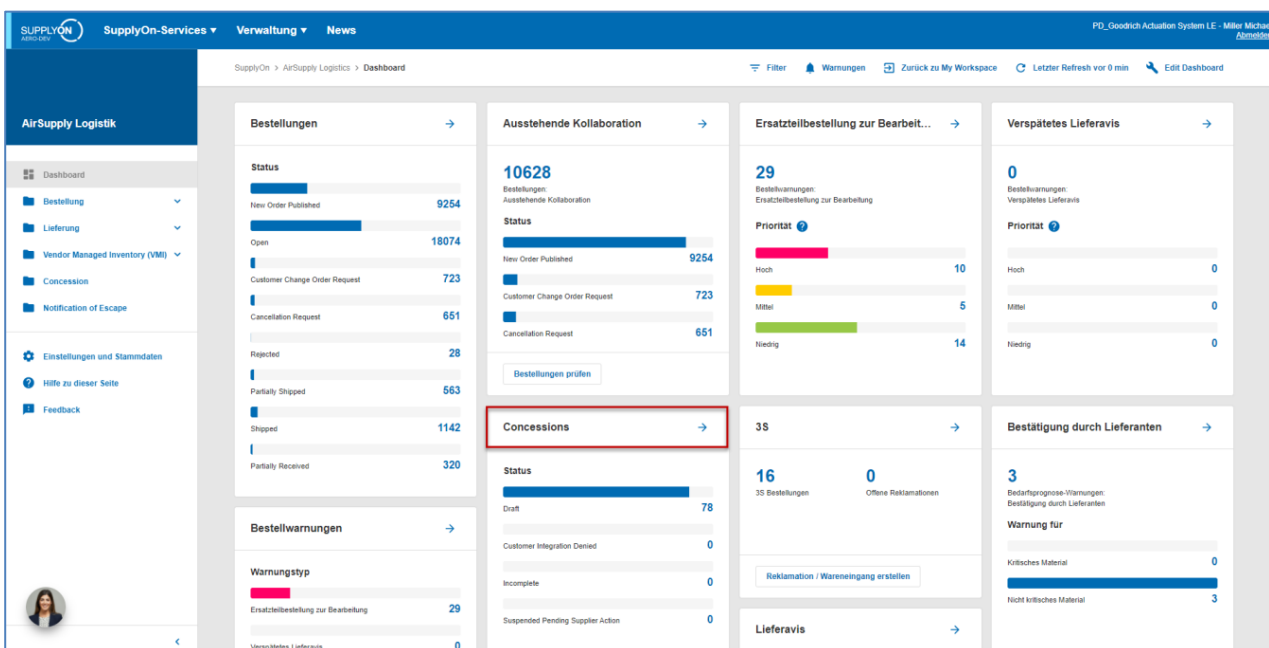 SUPPLYON
AERO-DEV
SupplyOn-Services ▾ Verwaltung ▾ News
PD_Goodrich Actuation System LE - Miller Michae
Abmelde
SupplyOn > AirSupply Logistics > Dashboard
Filter Warnungen Zurück zu My Workspace Letzter Refresh vor 0 min Edit Dashboard
AirSupply Logistik
Dashboard
Bestellung
Lieferung
Vendor Managed Inventory (VMI)
Concession
Notification of Escape
Einstellungen und Stammdaten
Hilfe zu dieser Seite
Feedback
Bestellungen →
Status
New Order Published 9254
Open 18074
Customer Change Order Request 723
Cancellation Request 651
Rejected 28
Partially Shipped 563
Shipped 1142
Partially Received 320
Bestellwarnungen →
Warnungstyp
Ersatzteilbestellung zur Bearbeitung 29
Verspätetes Lieferavis 0
Ausstehende Kollaboration →
10628
Bestellungen:
Ausstehende Kollaboration
Status
New Order Published 9254
Customer Change Order Request 723
Cancellation Request 651
Bestellungen prüfen
Concessions →
Status
Draft 78
Customer Integration Denied 0
Incomplete 0
Suspended Pending Supplier Action 0
Ersatzteilbestellung zur Bearbeit... →
29
Bestellwarnungen:
Ersatzteilbestellung zur Bearbeitung
Priorität ?
Hoch 10
Mittel 5
Niedrig 14
3S →
16 0
3S Bestellungen Offene Reklamationen
Reklamation / Wareneingang erstellen
Lieferavis →
Verspätetes Lieferavis →
0
Bestellwarnungen:
Verspätetes Lieferavis
Priorität ?
Hoch 0
Mittel 0
Niedrig 0
Bestätigung durch Lieferanten →
3
Bedarfsprognose-Warnungen:
Bestätigung durch Lieferanten
Warnung für
Kritisches Material 0
Nicht kritisches Material 3